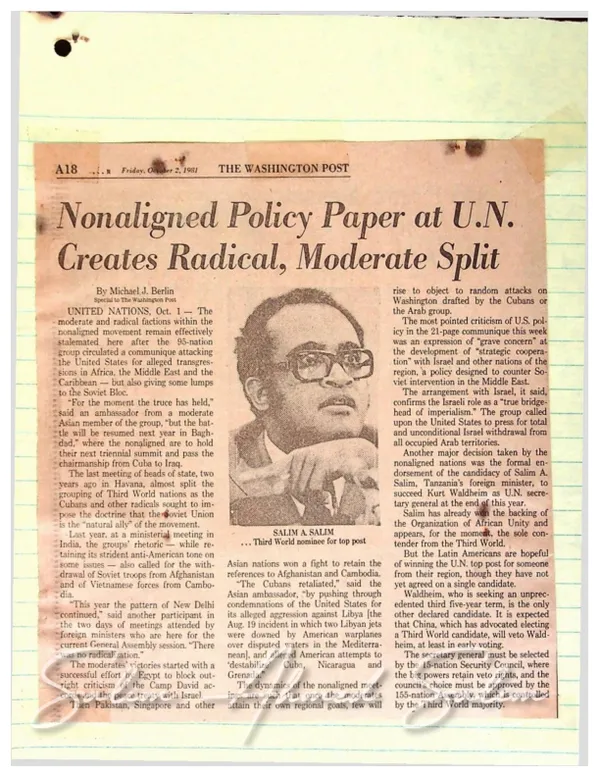 A18 ... R Friday, October 2, 1981 THE WASHINGTON POST
Nonaligned Policy Paper at U.N.
Creates Radical, Moderate Split
By Michael J. Berlin
Special to The Washington Post
UNITED NATIONS, Oct. 1 — The
moderate and radical factions within the
nonaligned movement remain effectively
stalemated here after the 95-nation
group circulated a communique attacking
the United States for alleged transgres-
sions in Africa, the Middle East and the
Caribbean — but also giving some lumps
to the Soviet Bloc.
"For the moment the truce has held,"
said an ambassador from a moderate
Asian member of the group, "but the bat-
tle will be resumed next year in Bagh-
dad," where the nonaligned are to hold
their next triennial summit and pass the
chairmanship from Cuba to Iraq.
The last meeting of heads of state, two
years ago in Havana, almost split the
grouping of Third World nations as the
Cubans and other radicals sought to im-
pose the doctrine that the Soviet Union
is the "natural ally" of the movement.
Last year, at a ministerial meeting in
India, the groups' rhetoric — while re-
taining its strident anti-American tone on
some issues — also called for the with-
drawal of Soviet troops from Afghanistan
and of Vietnamese forces from Cambo-
dia.
"This year the pattern of New Delhi
continued," said another participant in
the two days of meetings attended by
foreign ministers who are here for the
current General Assembly session. "There
was no radicalization."
The moderates' victories started with a
successful effort by Egypt to block out-
right criticism of the Camp David ac-
cords and the peace treaty with Israel.
Then Pakistan, Singapore and other
SALIM A. SALIM
... Third World nominee for top post
Asian nations won a fight to retain the
references to Afghanistan and Cambodia.
"The Cubans retaliated," said the
Asian ambassador, "by pushing through
condemnations of the United States for
its alleged aggression against Libya [the
Aug. 19 incident in which two Libyan jets
were downed by American warplanes
over disputed waters in the Mediterra-
nean], and alleged American attempts to
'destabilize' Cuba, Nicaragua and
Grenada."
The dynamics of the nonaligned
are such that once the moderates
attain their own regional goals, few will
rise to object to random attacks on
Washington drafted by the Cubans or
the Arab group.
The most pointed criticism of U.S. pol-
icy in the 21-page communique this week
was an expression of "grave concern" at
the development of "strategic coopera-
tion" with Israel and other nations of the
region, a policy designed to counter So-
viet intervention in the Middle East.
The arrangement with Israel, it said,
confirms the Israeli role as a "true bridge-
head of imperialism." The group called
upon the United States to press for total
and unconditional Israel withdrawal from
all occupied Arab territories.
Another major decision taken by the
nonaligned nations was the formal en-
dorsement of the candidacy of Salim A.
Salim, Tanzania's foreign minister, to
succeed Kurt Waldheim as U.N. secre-
tary general at the end of this year.
Salim has already won the backing of
the Organization of African Unity and
appears, for the moment, the sole con-
tender from the Third World.
But the Latin Americans are hopeful
of winning the U.N. top post for someone
from their region, though they have not
yet agreed on a single candidate.
Waldheim, who is seeking an unprec-
edented third five-year term, is the only
other declared candidate. It is expected
that China, which has advocated electing
a Third World candidate, will veto Wald-
heim, at least in early voting.
The secretary general must be selected
by the 15-nation Security Council, where
the big powers retain veto rights, and the
council's choice must be approved by the
155-nation Assembly, which is controlled
by the Third World majority.
Salim Ahmed Salim